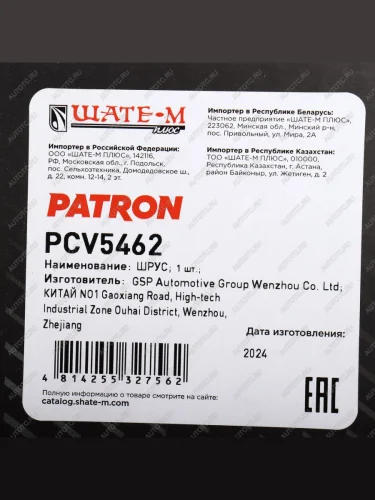 ШАТЕ-М
ПЛЮС
Импортер в Республике Беларусь:
Частное предприятие «ШАТЕ-М ПЛЮС»,
223062, Минская обл., Минский р-н,
пос. Привольный, ул. Мира, 2А
Импортер в Российской Федерации:
ООО «ШАТЕ-М ПЛЮС», 142116,
РФ, Московская обл., г. Подольск,
пос. Сельхозтехника, Домодедовское ш.,
д. 22, комн. 12-14, 2 эт.
Импортер в Республике Казахстан:
ТОО «ШАТЕ-М ПЛЮС», 010000,
Республика Казахстан, г. Астана,
район Байконыр, ул. Жетиген, д. 2
PATRON
PCV5462
Наименование: ШРУС; 1 шт.;
Изготовитель: GSP Automotive Group Wenzhou Co. Ltd;
КИТАЙ NO1 Gaoxiang Road, High-tech
Industrial Zone Ouhai District, Wenzhou,
Zhejiang
Дата изготовления:
2024
4 814255 327562
Полную информацию о товаре смотрите на сайте:
catalog.shate-m.com
EAC
AUTOTO.RU